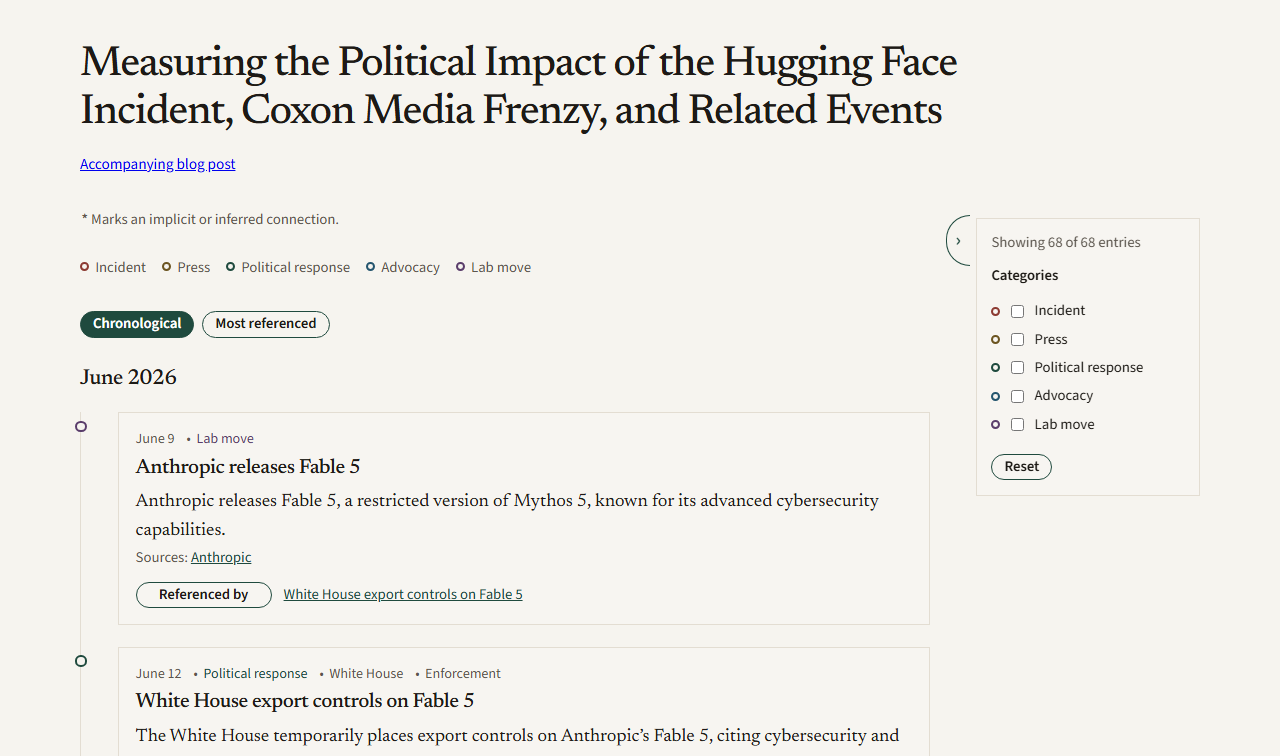 Measuring the Political Impact of the Hugging Face
Incident, Coxon Media Frenzy, and Related Events
Accompanying blog post
* Marks an implicit or inferred connection.
Incident Press Political response Advocacy Lab move
Chronological Most referenced
June 2026
June 9 • Lab move
Anthropic releases Fable 5
Anthropic releases Fable 5, a restricted version of Mythos 5, known for its advanced cybersecurity
capabilities.
Sources: Anthropic
Referenced by White House export controls on Fable 5
June 12 • Political response • White House • Enforcement
White House export controls on Fable 5
The White House temporarily places export controls on Anthropic’s Fable 5, citing cybersecurity and
›
Showing 68 of 68 entries
Categories
Incident
Press
Political response
Advocacy
Lab move
Reset